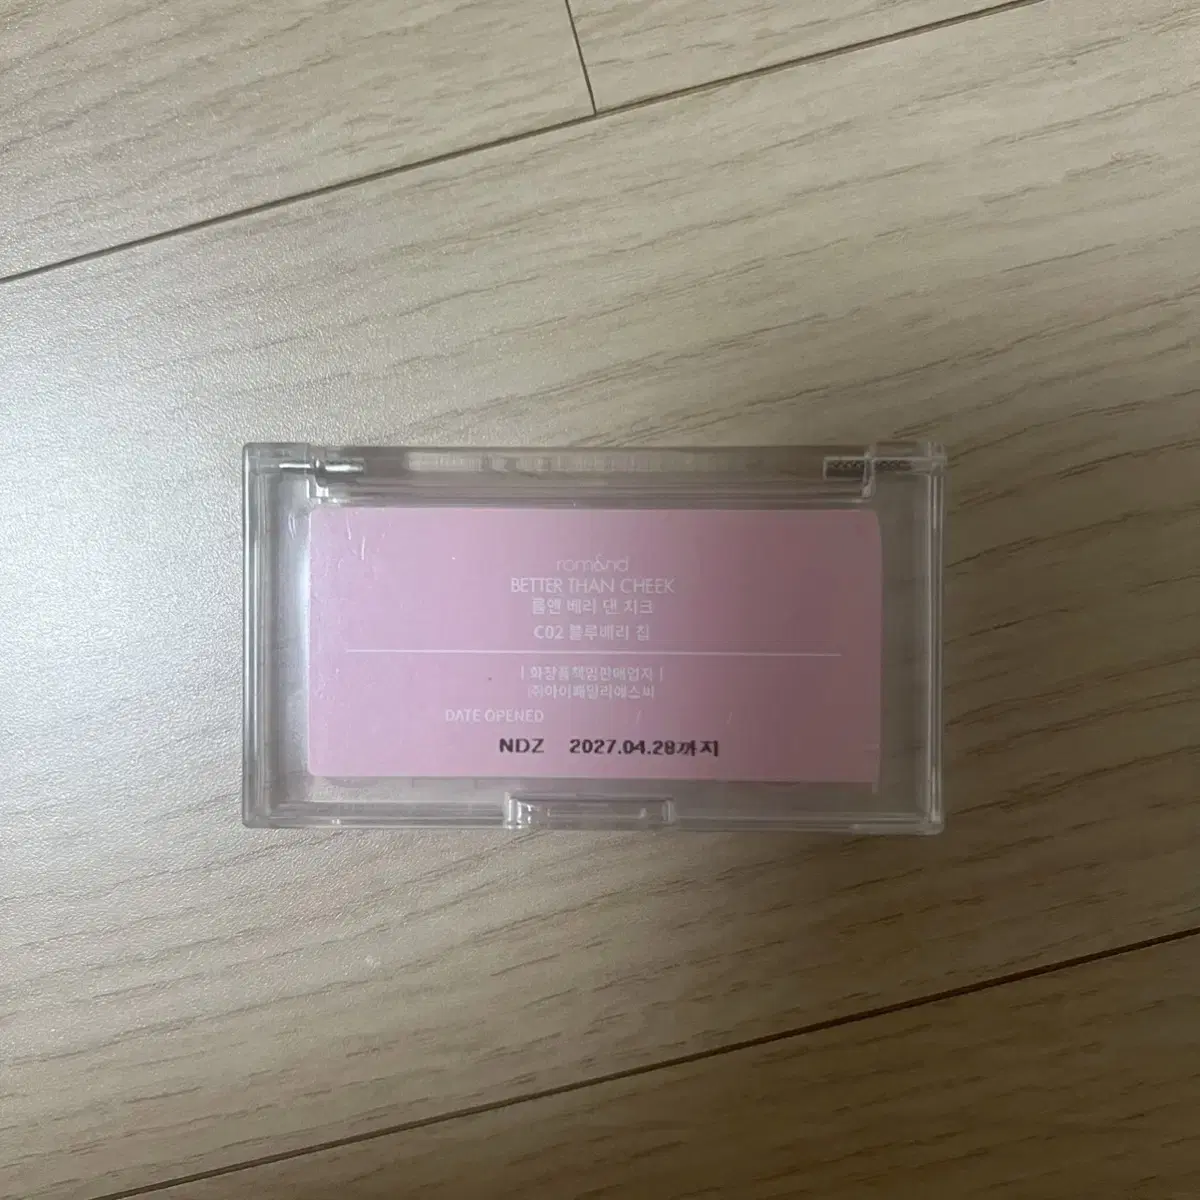 rom&nd
BETTER THAN CHEEK
롬앤 베러 댄 치크
C02 블루베리 칩
| 화장품책임판매업자 |
㈜아이패밀리에스씨
DATE OPENED / /
NDZ 2027.04.28까지